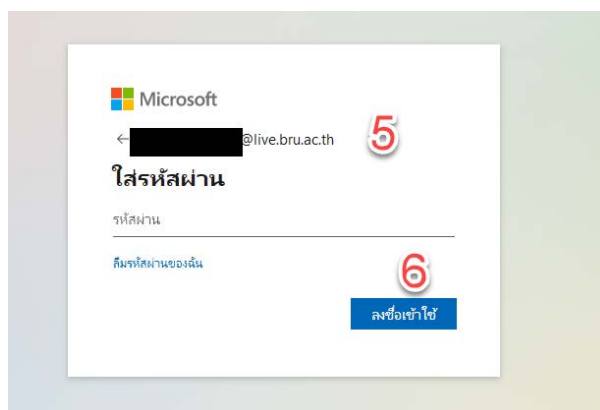 Microsoft
@live.bru.ac.th
5
ใส่รหัสผ่าน
รหัสผ่าน
ลืมรหัสผ่านของฉัน
6
ลงชื่อเข้าใช้